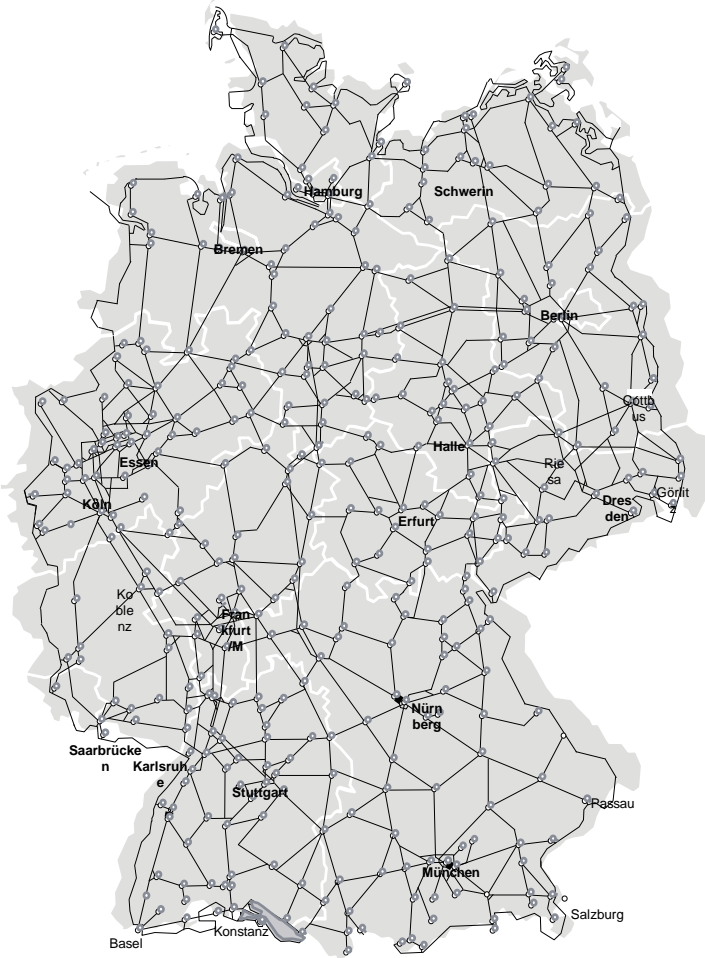 Hamburg
Schwerin
Bremen
Berlin
Cottb
us
Essen
Halle
Rie
sa
Köln
Dres
den
Görlit
z
Erfurt
Ko
ble
nz
Fran
kfurt
/M
Nürn
berg
Saarbrücke
n
Karlsruh
e
Stuttgart
Passau
München
Salzburg
Konstanz
Basel